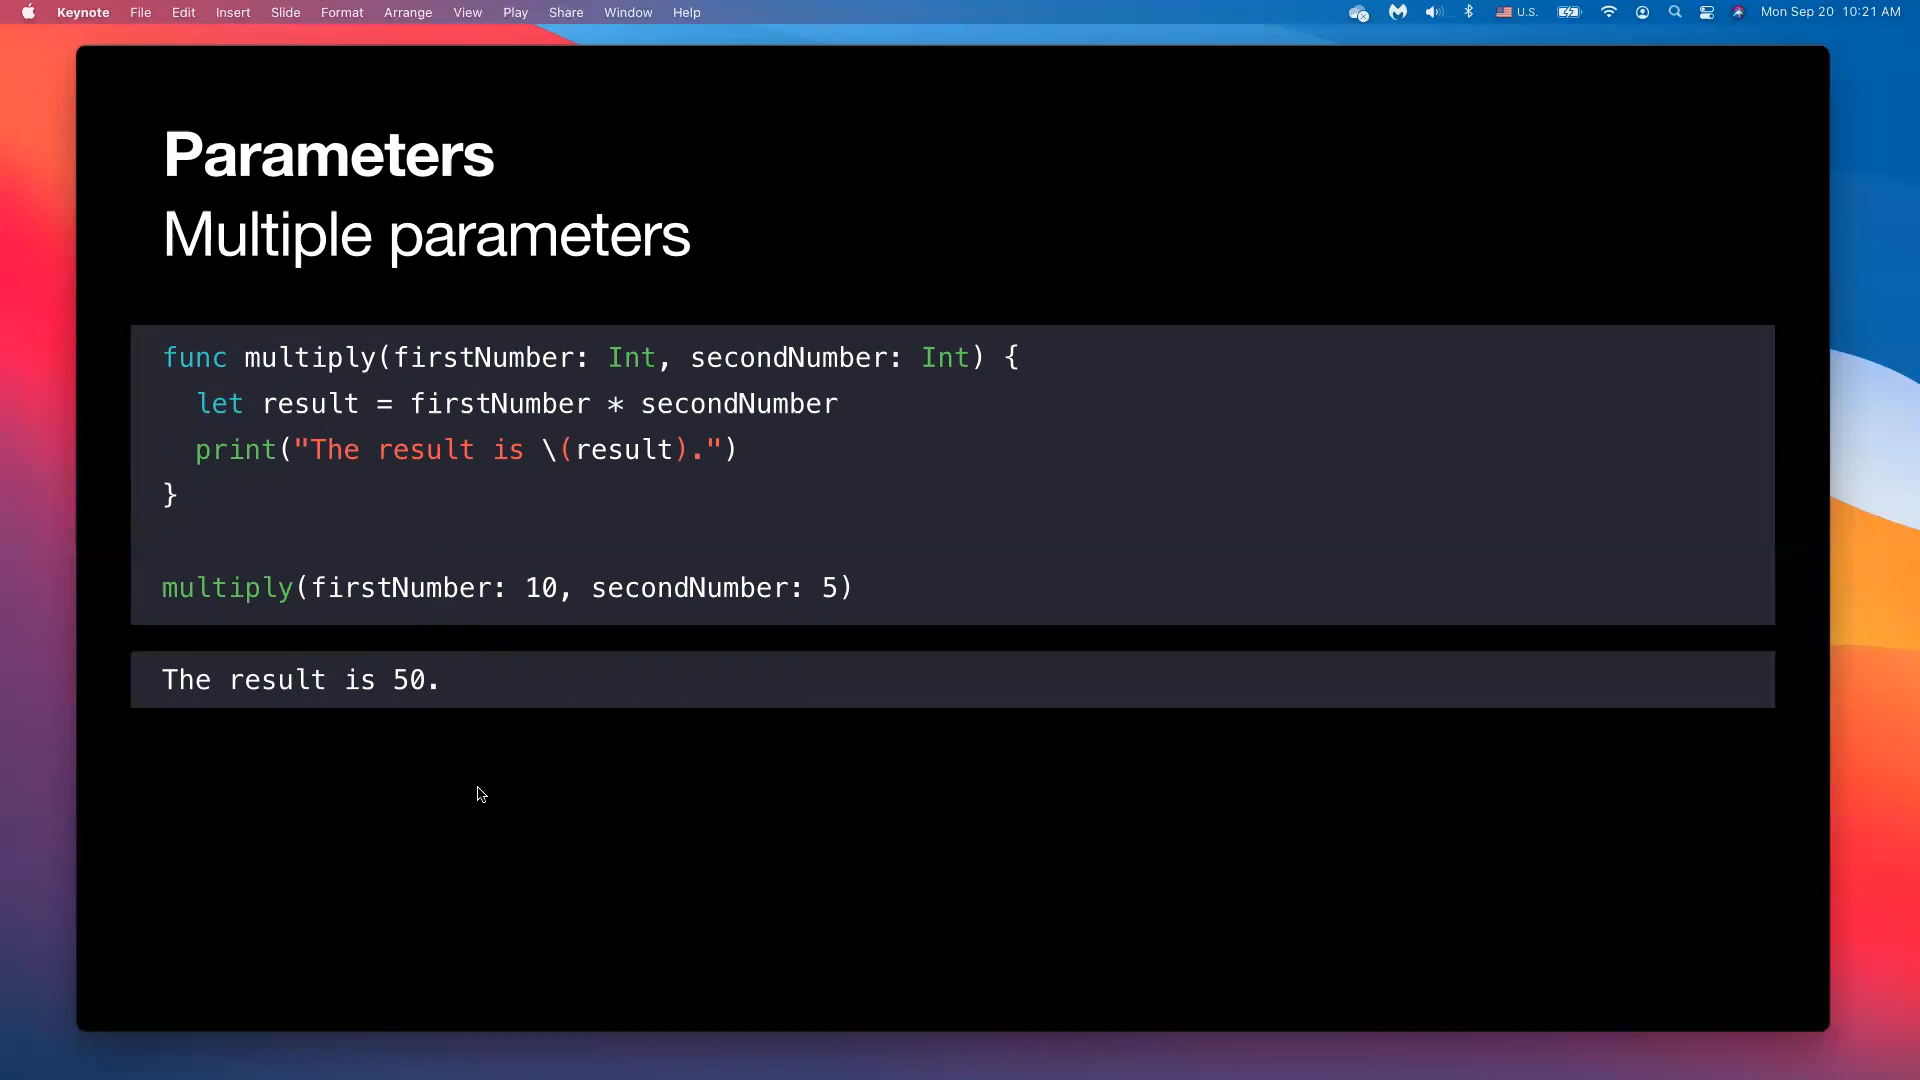 Keynote File Edit Insert Slide Format Arrange View Play Share Window Help U.S. Mon Sep 20 10:21 AM
Parameters
Multiple parameters
func multiply(firstNumber: Int, secondNumber: Int) {
  let result = firstNumber * secondNumber
  print("The result is \(result).")
}
multiply(firstNumber: 10, secondNumber: 5)
The result is 50.